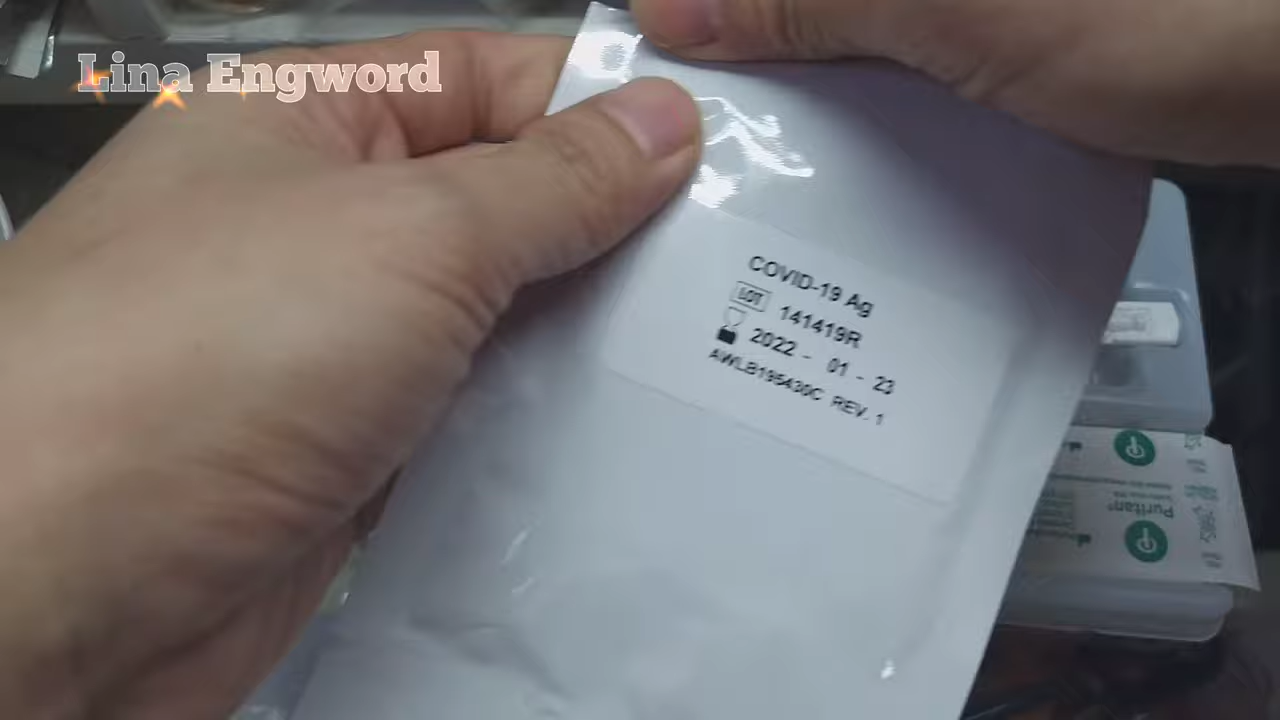 Lina Engword
COVID-19 Ag
LOT 141419R
2022 - 01 - 23
AWLB195430C REV. 1
Puritan®